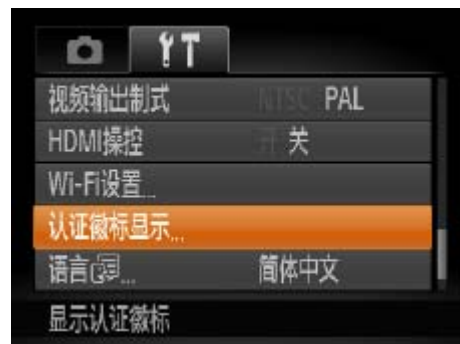 视频输出制式 NTSC PAL
HDMI操控 开 关
Wi-Fi设置...
认证徽标显示...
语言... 简体中文
显示认证徽标